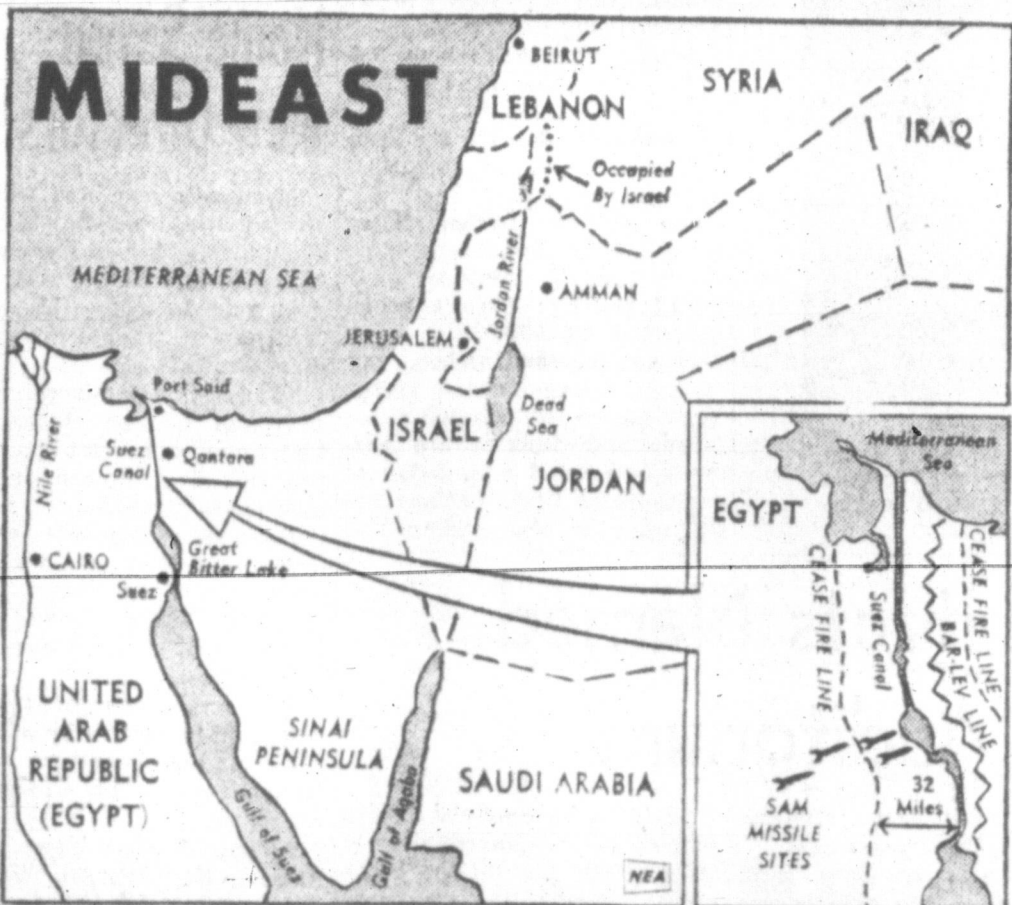 MIDEAST
BEIRUT
LEBANON
SYRIA
IRAQ
Occupied
By Israel
MEDITERRANEAN SEA
Jordan River
AMMAN
JERUSALEM
Port Said
Dead
Sea
ISRAEL
Suez
Canal
Qantara
Nile River
JORDAN
CAIRO
Great
Bitter Lake
Suez
UNITED
ARAB
REPUBLIC
(EGYPT)
SINAI
PENINSULA
SAUDI ARABIA
Gulf of Suez
Gulf of Aqaba
NEA
Mediterranean
Sea
EGYPT
CEASE FIRE LINE
Suez Canal
CEASE FIRE LINE
BAR-LEV LINE
SAM
MISSILE
SITES
32
Miles